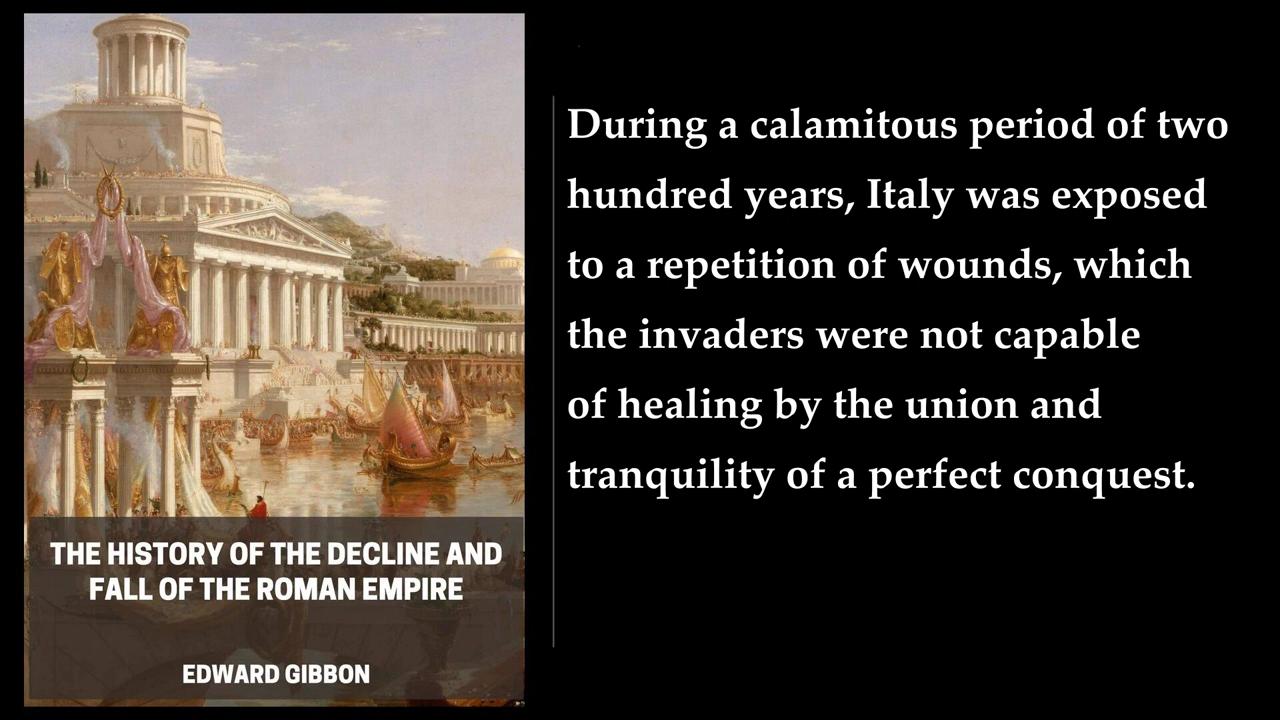 THE HISTORY OF THE DECLINE AND
FALL OF THE ROMAN EMPIRE
EDWARD GIBBON
During a calamitous period of two
hundred years, Italy was exposed
to a repetition of wounds, which
the invaders were not capable
of healing by the union and
tranquility of a perfect conquest.